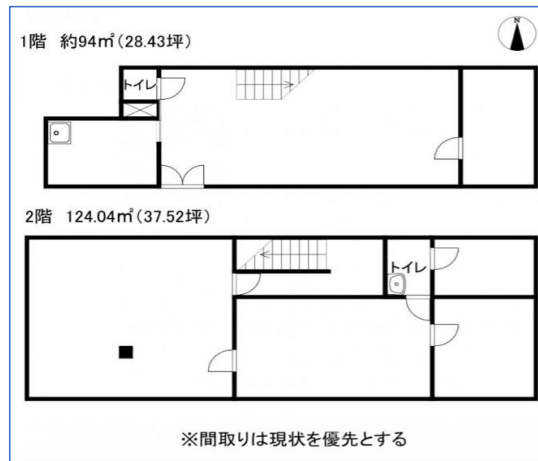 N
1階 約94㎡(28.43坪)
トイレ
2階 124.04㎡(37.52坪)
トイレ
※間取りは現状を優先とする